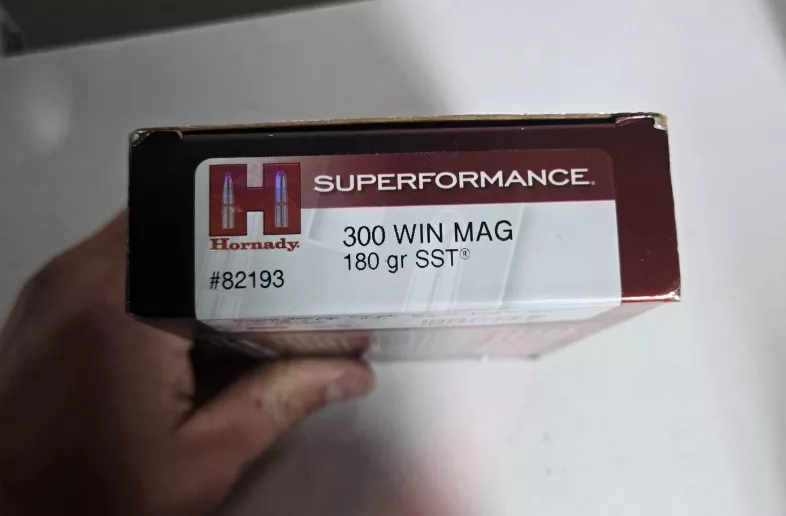 SUPERFORMANCE.
H
Hornady.
300 WIN MAG
180 gr SST®
#82193